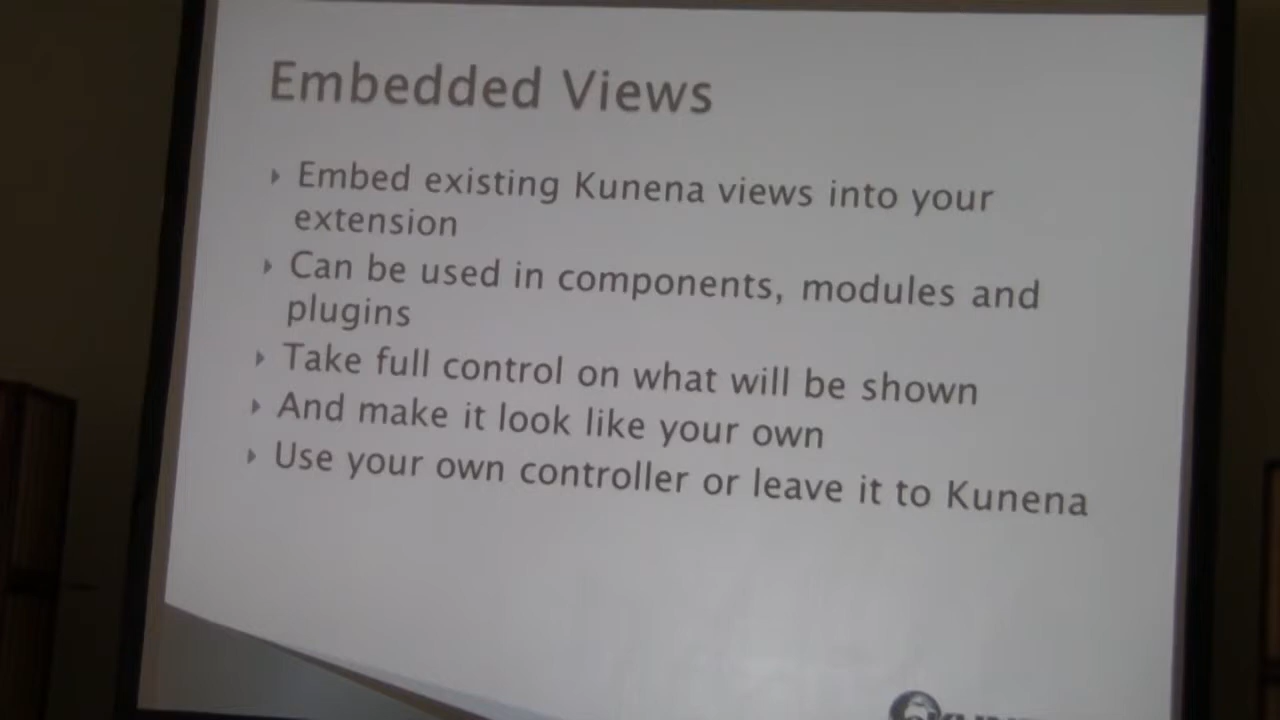 Embedded Views
Embed existing Kunena views into your
extension
Can be used in components, modules and
plugins
Take full control on what will be shown
And make it look like your own
Use your own controller or leave it to Kunena